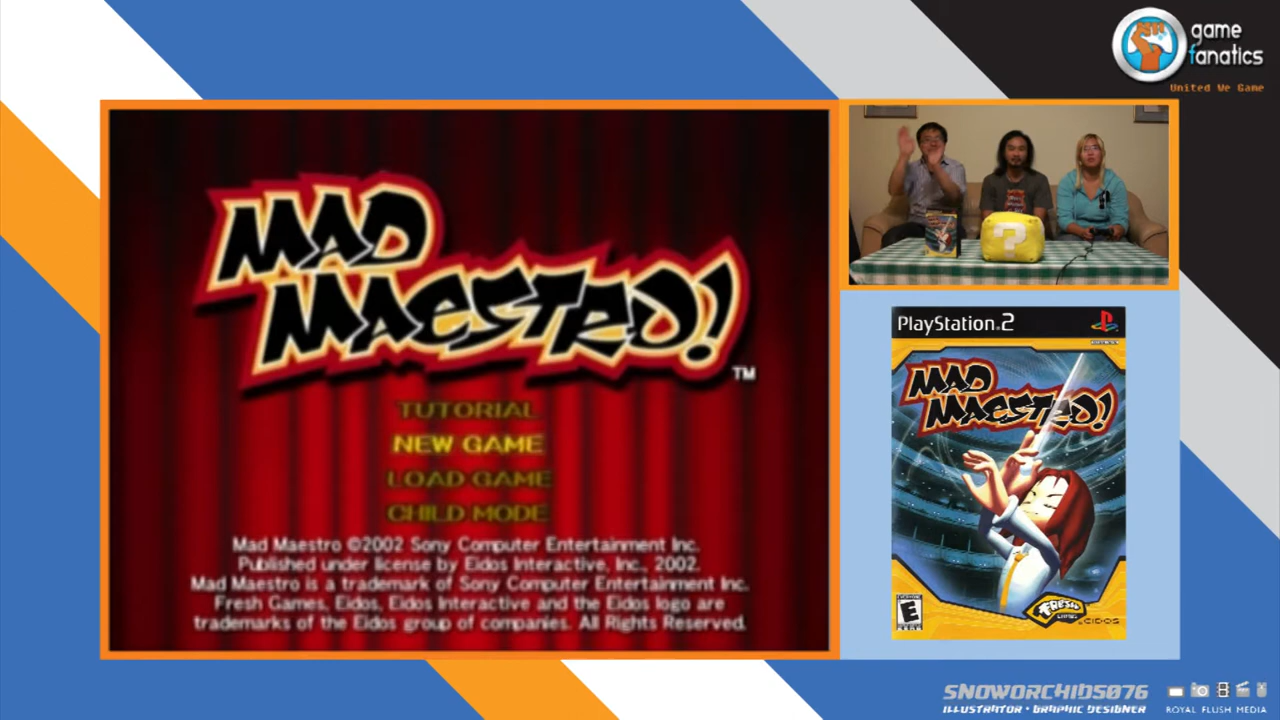 game
fanatics
United We Game
MAD
MAESTRO!
TM
TUTORIAL
NEW GAME
LOAD GAME
CHILD MODE
Mad Maestro ©2002 Sony Computer Entertainment Inc.
Published under license by Eidos Interactive, Inc., 2002.
Mad Maestro is a trademark of Sony Computer Entertainment Inc.
Fresh Games, Eidos, Eidos Interactive and the Eidos logo are
trademarks of the Eidos group of companies. All Rights Reserved.
?
PlayStation.2
MAD
MAESTRO!
EVERYONE
E
FRESH
GAMES
EIDOS
SNOWORCHID5076
ILLUSTRATOR • GRAPHIC DESIGNER
ROYAL FLUSH MEDIA